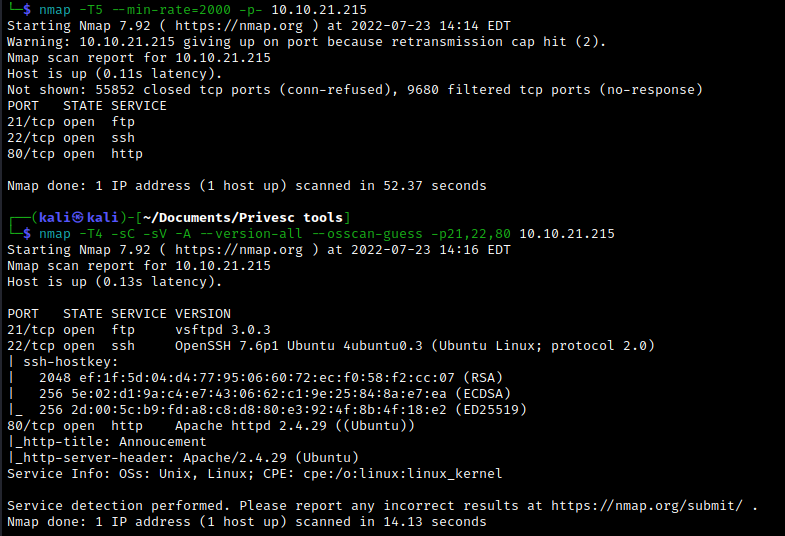 └─$ nmap -T5 --min-rate=2000 -p- 10.10.21.215
Starting Nmap 7.92 ( https://nmap.org ) at 2022-07-23 14:14 EDT
Warning: 10.10.21.215 giving up on port because retransmission cap hit (2).
Nmap scan report for 10.10.21.215
Host is up (0.11s latency).
Not shown: 55852 closed tcp ports (conn-refused), 9680 filtered tcp ports (no-response)
PORT   STATE SERVICE
21/tcp open  ftp
22/tcp open  ssh
80/tcp open  http
Nmap done: 1 IP address (1 host up) scanned in 52.37 seconds
┌──(kali㉿kali)-[~/Documents/Privesc tools]
└─$ nmap -T4 -sC -sV -A --version-all --osscan-guess -p21,22,80 10.10.21.215
Starting Nmap 7.92 ( https://nmap.org ) at 2022-07-23 14:16 EDT
Nmap scan report for 10.10.21.215
Host is up (0.13s latency).
PORT   STATE SERVICE VERSION
21/tcp open  ftp     vsftpd 3.0.3
22/tcp open  ssh     OpenSSH 7.6p1 Ubuntu 4ubuntu0.3 (Ubuntu Linux; protocol 2.0)
| ssh-hostkey:
|   2048 ef:1f:5d:04:d4:77:95:06:60:72:ec:f0:58:f2:cc:07 (RSA)
|   256 5e:02:d1:9a:c4:e7:43:06:62:c1:9e:25:84:8a:e7:ea (ECDSA)
|_  256 2d:00:5c:b9:fd:a8:c8:d8:80:e3:92:4f:8b:4f:18:e2 (ED25519)
80/tcp open  http    Apache httpd 2.4.29 ((Ubuntu))
|_http-title: Annoucement
|_http-server-header: Apache/2.4.29 (Ubuntu)
Service Info: OSs: Unix, Linux; CPE: cpe:/o:linux:linux_kernel
Service detection performed. Please report any incorrect results at https://nmap.org/submit/ .
Nmap done: 1 IP address (1 host up) scanned in 14.13 seconds